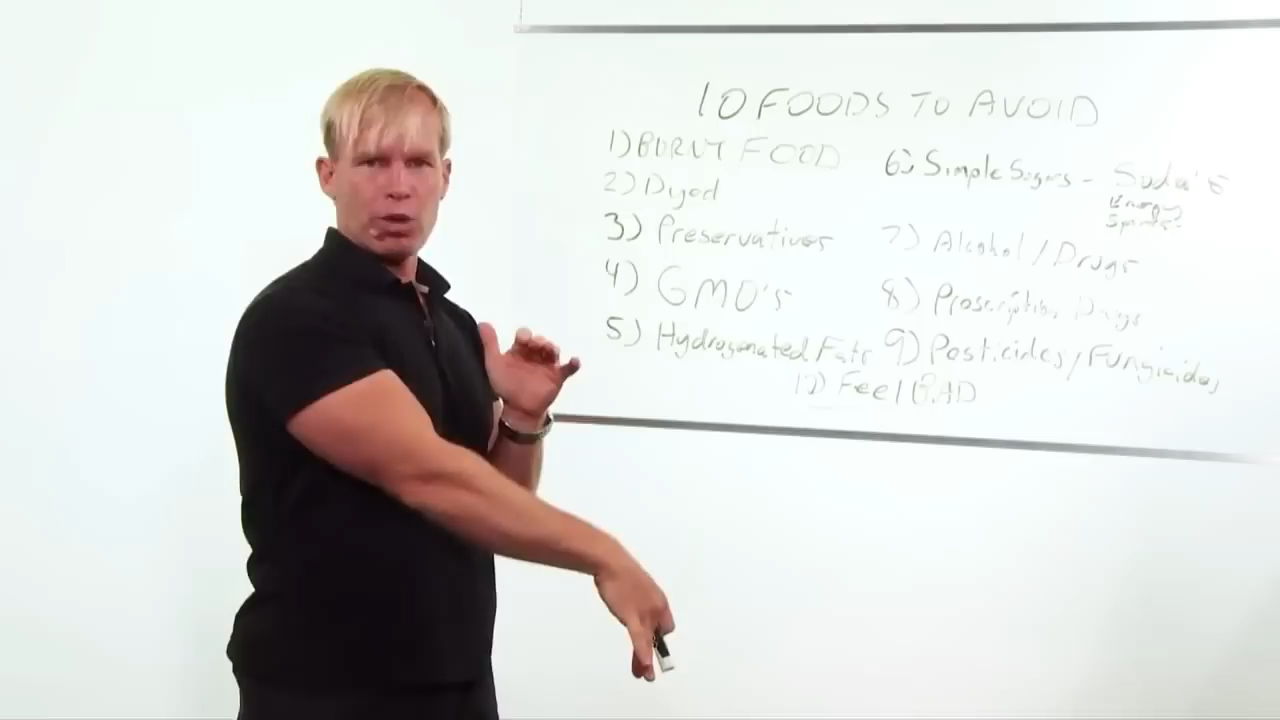 10 FOODS TO AVOID
1) BURNT FOOD
2) Dyed
3) Preservatives
4) GMO's
5) Hydrogenated Fats
6) Simple Sugars - Soda's
Energy
Sports
7) Alcohol / Drugs
8) Prescription Drugs
9) Pesticides / Fungicides
10) Feel BAD